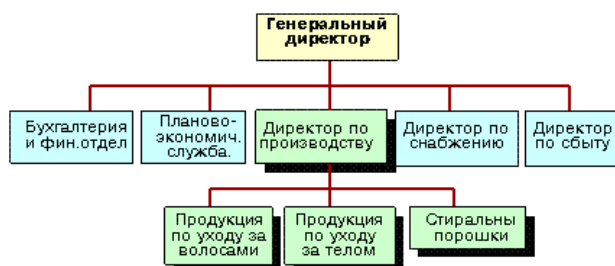 Генеральный
директор
Бухгалтерия
и фин.отдел
Планово-
экономич.
служба.
Директор по
производству
Директор по
снабжению
Директор
по сбыту
Продукция
по уходу за
волосами
Продукция
по уходу
за телом
Стиральны
порошки